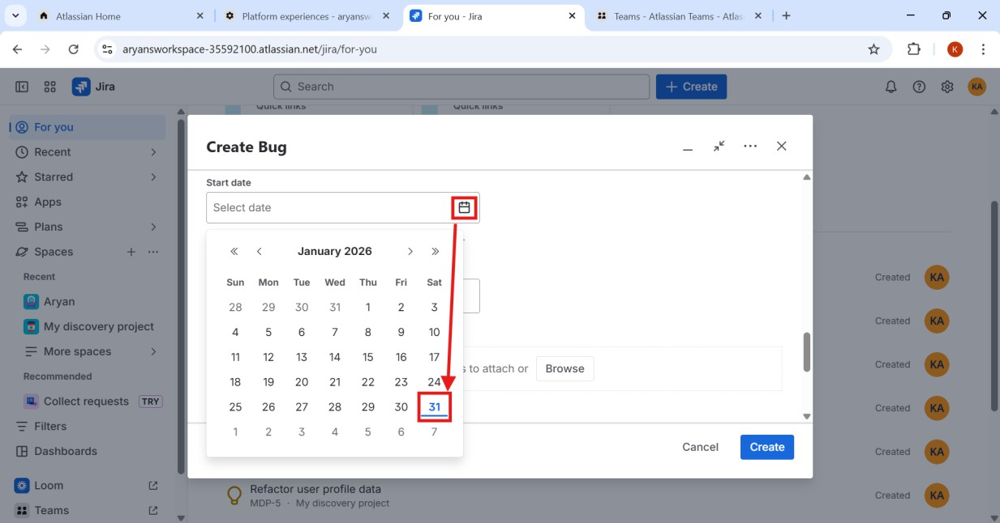 Atlassian Home
Platform experiences - aryansw
For you - Jira
Teams - Atlassian Teams - Atlas
aryansworkspace-35592100.atlassian.net/jira/for-you
K
Jira
Search
Create
KA
For you
Recent
Starred
Apps
Plans
Spaces
Recent
Aryan
My discovery project
More spaces
Recommended
Collect requests TRY
Filters
Dashboards
Loom
Teams
Quick links
Quick links
Create Bug
Start date
Select date
January 2026
Sun Mon Tue Wed Thu Fri Sat
28 29 30 31 1 2 3
4 5 6 7 8 9 10
11 12 13 14 15 16 17
18 19 20 21 22 23 24
25 26 27 28 29 30 31
1 2 3 4 5 6 7
to attach or Browse
Cancel Create
Created KA
Created KA
Created KA
Created KA
Created KA
Refactor user profile data
MDP-5 · My discovery project
Created KA